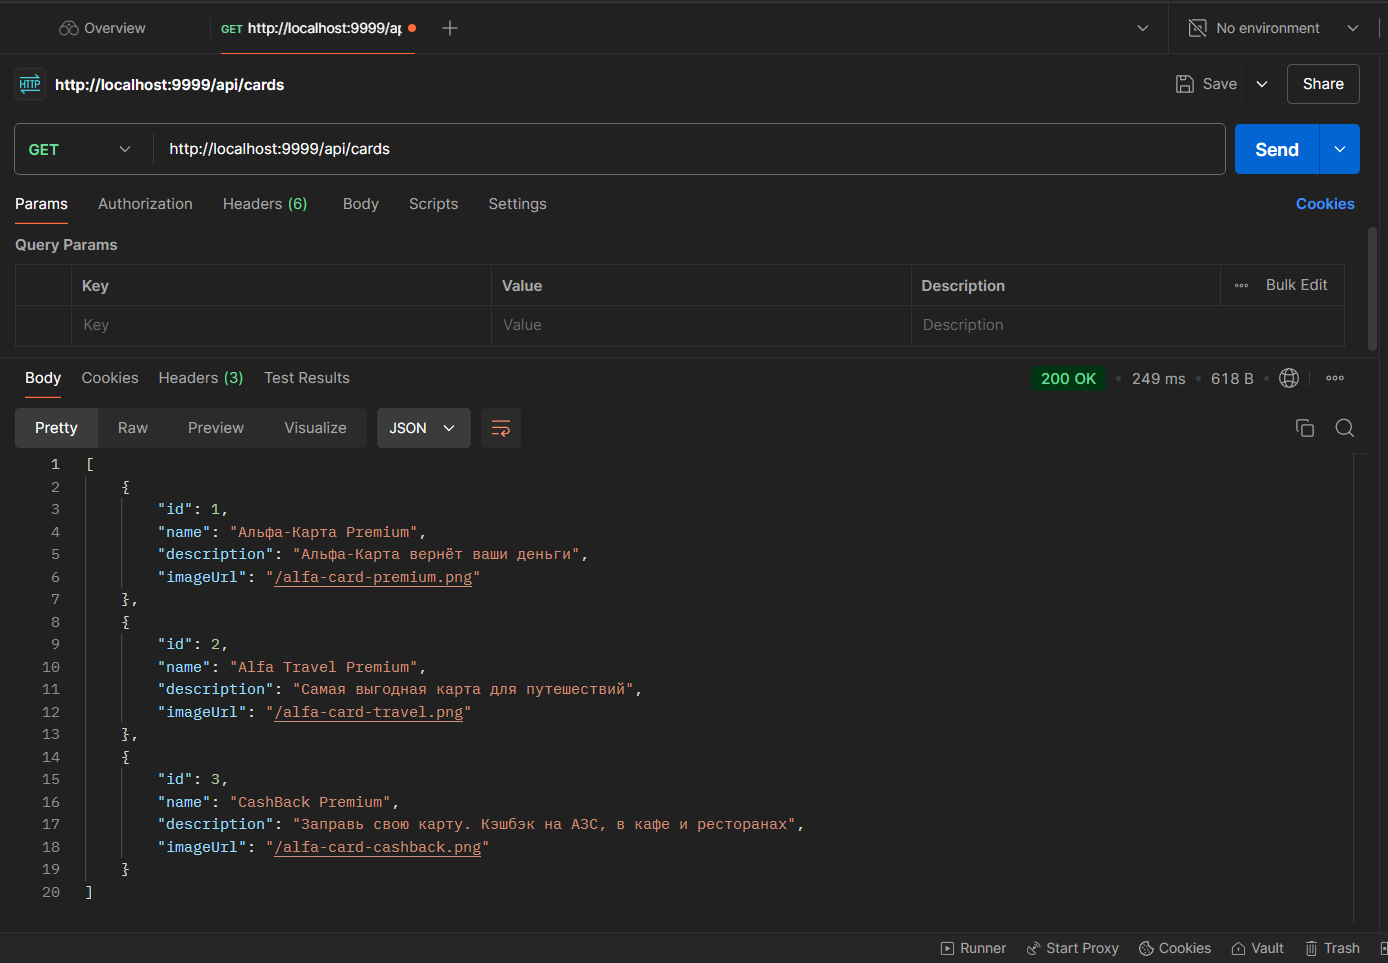 Overview
GET http://localhost:9999/ap
No environment
HTTP http://localhost:9999/api/cards
Save
Share
GET
http://localhost:9999/api/cards
Send
Params Authorization Headers (6) Body Scripts Settings Cookies
Query Params
Key Value Description Bulk Edit
Key Value Description
Body Cookies Headers (3) Test Results 200 OK 249 ms 618 B
Pretty Raw Preview Visualize JSON
1 [
2 {
3 "id": 1,
4 "name": "Альфа-Карта Premium",
5 "description": "Альфа-Карта вернёт ваши деньги",
6 "imageUrl": "/alfa-card-premium.png"
7 },
8 {
9 "id": 2,
10 "name": "Alfa Travel Premium",
11 "description": "Самая выгодная карта для путешествий",
12 "imageUrl": "/alfa-card-travel.png"
13 },
14 {
15 "id": 3,
16 "name": "CashBack Premium",
17 "description": "Заправь свою карту. Кэшбэк на АЗС, в кафе и ресторанах",
18 "imageUrl": "/alfa-card-cashback.png"
19 }
20 ]
Runner Start Proxy Cookies Vault Trash